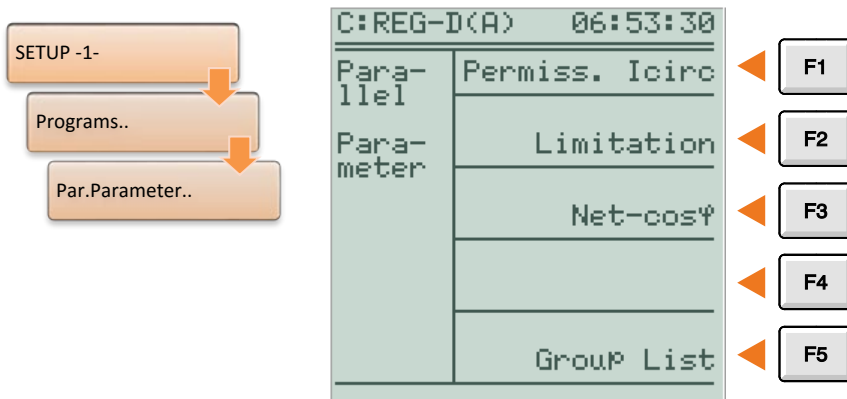 SETUP -1-
Programs..
Par.Parameter..
C:REG-D(A) 06:53:30
Para-
llel
Para-
meter
Permiss. Icirc
Limitation
Net-cosφ
Group List
F1
F2
F3
F4
F5